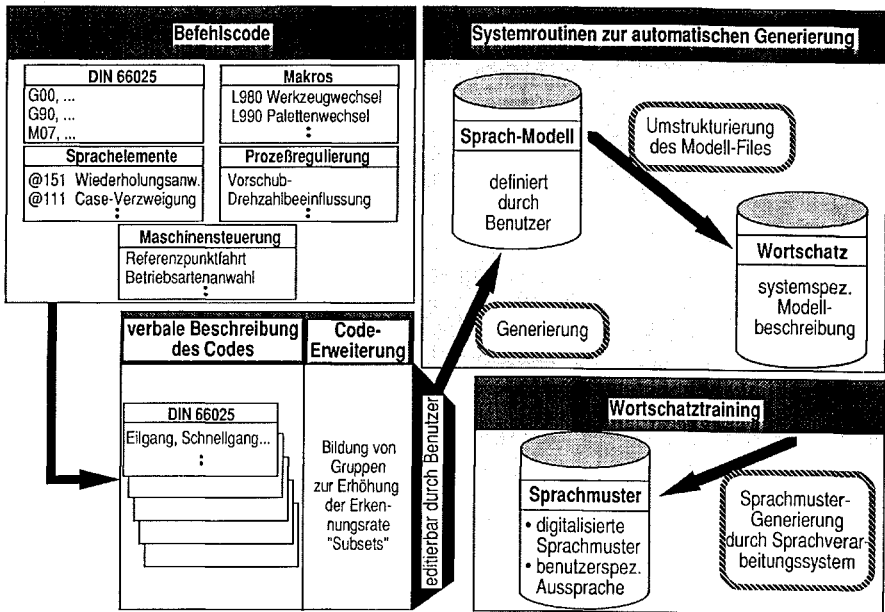 Befehlscode
DIN 66025
G00, ...
G90, ...
M07, ...
Makros
L980 Werkzeugwechsel
L990 Palettenwechsel
:
Sprachelemente
@151 Wiederholungsanw.
@111 Case-Verzweigung
:
Prozeßregulierung
Vorschub-
Drehzahlbeeinflussung
:
Maschinensteuerung
Referenzpunktfahrt
Betriebsartenanwahl
:
verbale Beschreibung
des Codes
DIN 66025
Eilgang, Schnellgang...
:
Code-
Erweiterung
Bildung von
Gruppen
zur Erhöhung
der Erken-
nungsrate
"Subsets"
editierbar durch Benutzer
Systemroutinen zur automatischen Generierung
Sprach-Modell
definiert
durch
Benutzer
Umstrukturierung
des Modell-Files
Wortschatz
systemspez.
Modell-
beschreibung
Generierung
Wortschatztraining
Sprachmuster
• digitalisierte
Sprachmuster
• benutzerspez.
Aussprache
Sprachmuster-
Generierung
durch Sprachverar-
beitungssystem